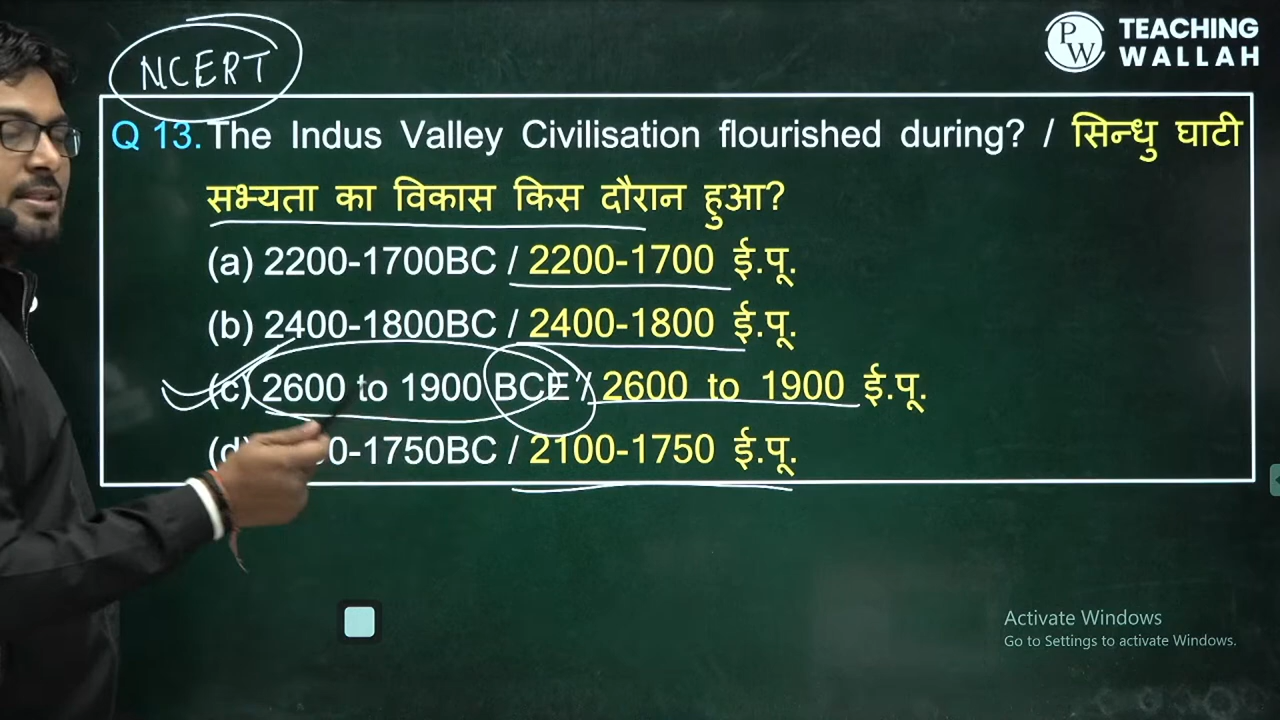 NCERT
TEACHING
WALLAH
PW
Q 13. The Indus Valley Civilisation flourished during? / सिन्धु घाटी
सभ्यता का विकास किस दौरान हुआ?
(a) 2200-1700BC / 2200-1700 ई.पू.
(b) 2400-1800BC / 2400-1800 ई.पू.
(c) 2600 to 1900 BCE / 2600 to 1900 ई.पू.
(d) 0-1750BC / 2100-1750 ई.पू.
Activate Windows
Go to Settings to activate Windows.